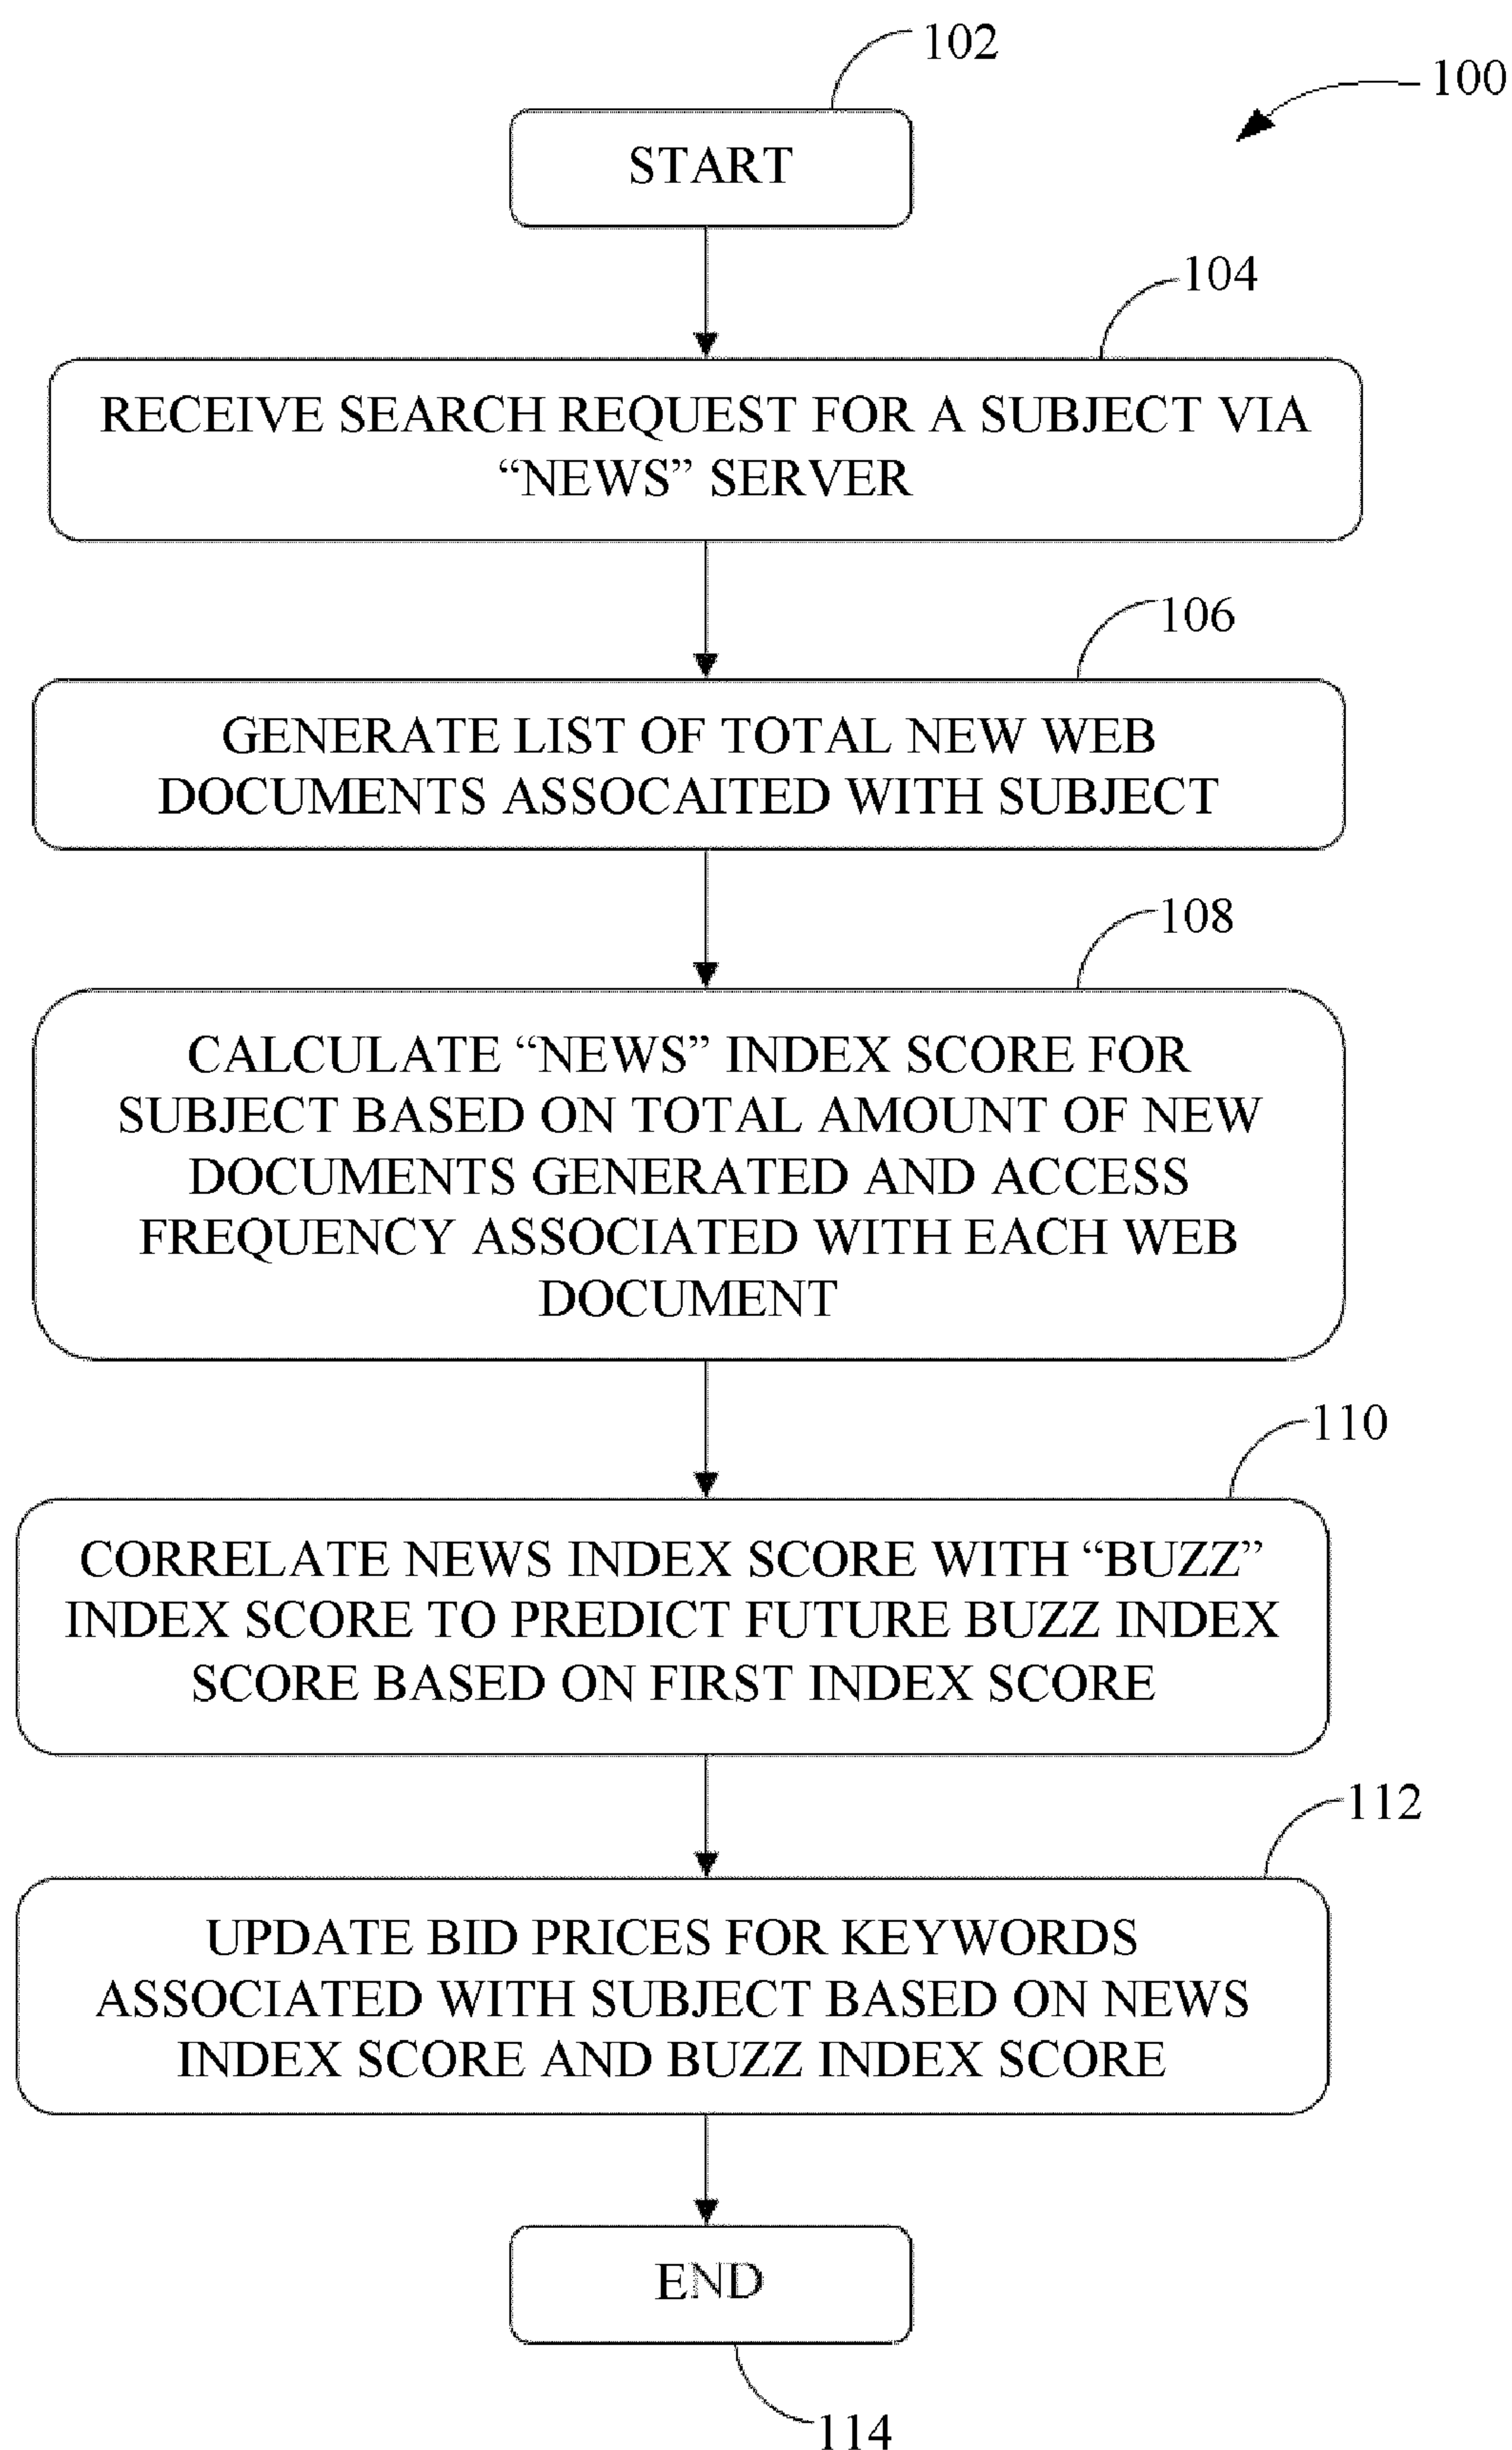 102
100
START
104
RECEIVE SEARCH REQUEST FOR A SUBJECT VIA
“NEWS” SERVER
106
GENERATE LIST OF TOTAL NEW WEB
DOCUMENTS ASSOCAITED WITH SUBJECT
108
CALCULATE “NEWS” INDEX SCORE FOR
SUBJECT BASED ON TOTAL AMOUNT OF NEW
DOCUMENTS GENERATED AND ACCESS
FREQUENCY ASSOCIATED WITH EACH WEB
DOCUMENT
110
CORRELATE NEWS INDEX SCORE WITH “BUZZ”
INDEX SCORE TO PREDICT FUTURE BUZZ INDEX
SCORE BASED ON FIRST INDEX SCORE
112
UPDATE BID PRICES FOR KEYWORDS
ASSOCIATED WITH SUBJECT BASED ON NEWS
INDEX SCORE AND BUZZ INDEX SCORE
END
114